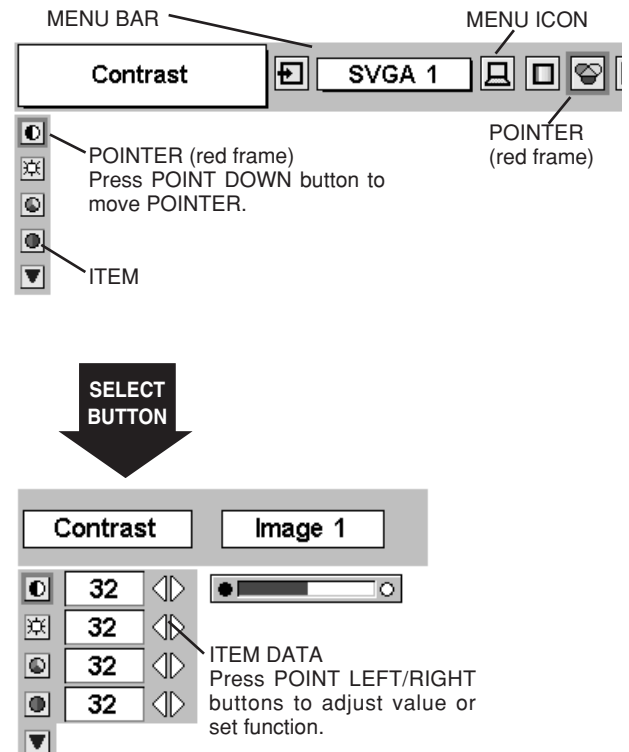 MENU BAR
MENU ICON
Contrast
SVGA 1
POINTER
(red frame)
POINTER (red frame)
Press POINT DOWN button to
move POINTER.
ITEM
SELECT
BUTTON
Contrast
Image 1
32
32
32
32
ITEM DATA
Press POINT LEFT/RIGHT
buttons to adjust value or
set function.